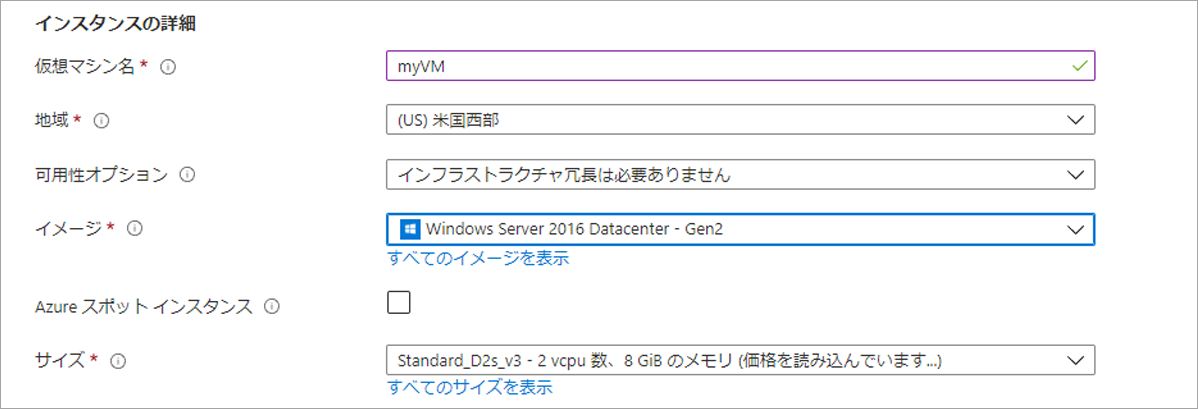 インスタンスの詳細
仮想マシン名 * myVM
地域 * (US) 米国西部
可用性オプション インフラストラクチャ冗長は必要ありません
イメージ * Windows Server 2016 Datacenter - Gen2
すべてのイメージを表示
Azure スポット インスタンス
サイズ * Standard_D2s_v3 - 2 vcpu 数、8 GiB のメモリ (価格を読み込んでいます...)
すべてのサイズを表示